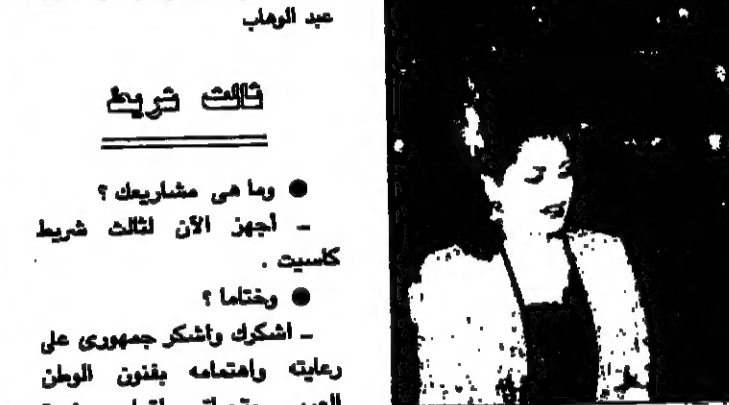 عبد الوهاب
ثالث شريط
● وما هى مشاريعك ؟
ـ أجهز الآن لثالث شريط
كاسيت .
● وختاما ؟
ـ اشكرك وأشكر جمهورى على
رعايته واهتمامه بفنون الوطن